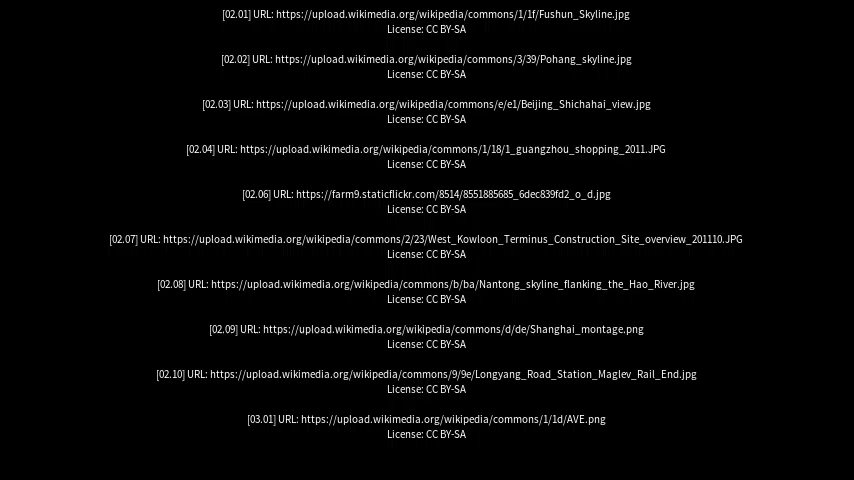 [02.01] URL: https://upload.wikimedia.org/wikipedia/commons/1/1f/Fushun_Skyline.jpg
License: CC BY-SA
[02.02] URL: https://upload.wikimedia.org/wikipedia/commons/3/39/Pohang_skyline.jpg
License: CC BY-SA
[02.03] URL: https://upload.wikimedia.org/wikipedia/commons/e/e1/Beijing_Shichahai_view.jpg
License: CC BY-SA
[02.04] URL: https://upload.wikimedia.org/wikipedia/commons/1/18/1_guangzhou_shopping_2011.JPG
License: CC BY-SA
[02.06] URL: https://farm9.staticflickr.com/8514/8551885685_6dec839fd2_o_d.jpg
License: CC BY-SA
[02.07] URL: https://upload.wikimedia.org/wikipedia/commons/2/23/West_Kowloon_Terminus_Construction_Site_overview_201110.JPG
License: CC BY-SA
[02.08] URL: https://upload.wikimedia.org/wikipedia/commons/b/ba/Nantong_skyline_flanking_the_Hao_River.jpg
License: CC BY-SA
[02.09] URL: https://upload.wikimedia.org/wikipedia/commons/d/de/Shanghai_montage.png
License: CC BY-SA
[02.10] URL: https://upload.wikimedia.org/wikipedia/commons/9/9e/Longyang_Road_Station_Maglev_Rail_End.jpg
License: CC BY-SA
[03.01] URL: https://upload.wikimedia.org/wikipedia/commons/1/1d/AVE.png
License: CC BY-SA